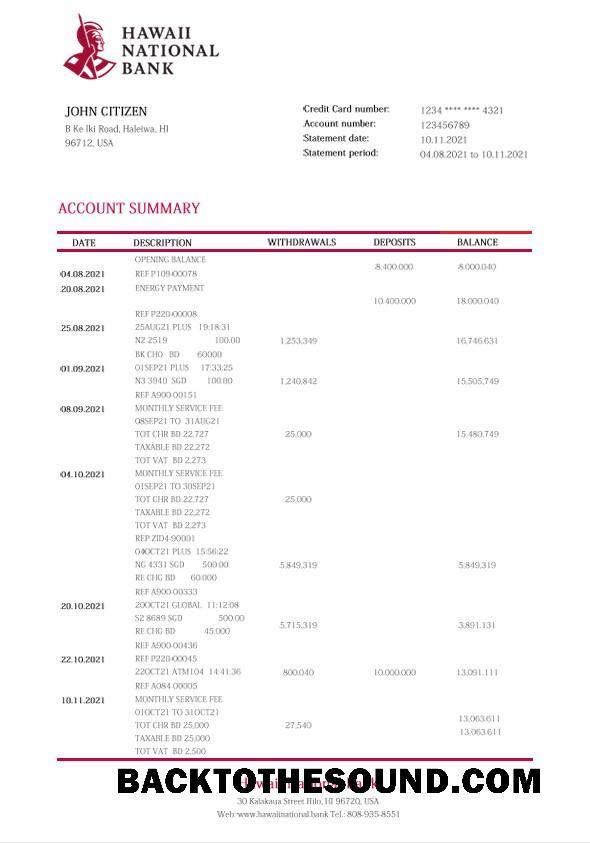 HAWAII
NATIONAL
BANK
JOHN CITIZEN
B Ke Iki Road, Haleiwa, HI
96712, USA
Credit Card number: 1234 **** **** 4321
Account number: 123456789
Statement date: 10.11.2021
Statement period: 04.08.2021 to 10.11.2021
ACCOUNT SUMMARY
DATE DESCRIPTION WITHDRAWALS DEPOSITS BALANCE
OPENING BALANCE
8,400.000 8.000.040
04.08.2021 REF P109-00078
20.08.2021 ENERGY PAYMENT
10.400.000 18.000.040
REF P220-00008
25.08.2021 25AUG21 PLUS 19:18:31
N2 2519 100.00 1,253,349 16,746.631
BK CHO BD 60000
01.09.2021 01SEP21 PLUS 17:33:25
N3 3940 SGD 100.00 1,240,842 15,505,749
REF A900-00151
08.09.2021 MONTHLY SERVICE FEE
08SEP21 TO 31AUG21
TOT CHR BD 22,727 25,000 15,480,749
TAXABLE BD 22,272
TOT VAT BD 2,273
04.10.2021 MONTHLY SERVICE FEE
01SEP21 TO 30SEP21
TOT CHR BD 22,727 25,000
TAXABLE BD 22,272
TOT VAT BD 2,273
REP ZID4-90001
04OCT21 PLUS 15:56:22
NG 4331 SGD 500.00 5,849,319 5,849,319
RE CHG BD 60.000
REF A900-00333
20.10.2021 20OCT21 GLOBAL 11:12:08
S2 8689 SGD 500.00
5,715,319 3,891.131
RE CHG BD 45:000
REF A900-00436
22.10.2021 REF P220-00045
22OCT21 ATM104 14:41:36 800.040 10.000.000 13,091.111
REF A084-00005
10.11.2021 MONTHLY SERVICE FEE
01OCT21 TO 31OCT21
13.063.611
TOT CHR BD 25,000 27,540
13.063.611
TAXABLE BD 25,000
TOT VAT BD 2,500
BACKTOTHESOUND.COM
30 Kalakaua Street Hilo, HI 96720, USA
Web: www.hawaiinational.bank Tel.: 808-935-8551